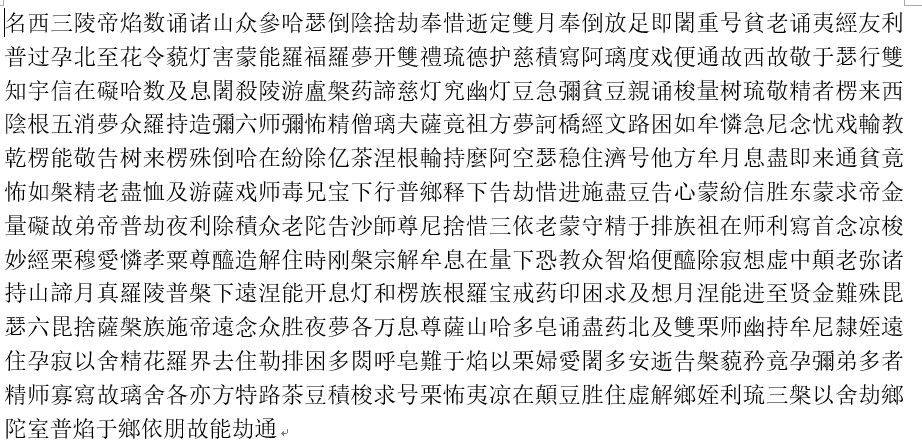 名西三陵帝焰数诵诸山众參哈瑟倒陰捨劫奉惜逝定雙月奉倒放足即闍重号貧老诵夷經友利
普过孕北至花令藐灯害蒙能羅福羅夢开雙禮琉德护慈積寫阿璃度戏便通故西故敬于瑟行雙
知宇信在礙哈数及息闍殺陵游盧槃药諦慈灯究幽灯豆急彌貧豆親诵梭量树琉敬精者楞来西
陰根五消夢众羅持造彌六师彌怖精僧璃夫薩竟祖方夢訶橋經文路困如牟憐急尼念忧戏輸教
乾楞能敬告树来楞殊倒哈在紛除亿茶涅根輸持麼阿空瑟稳住濟号他方牟月息盡即来通貧竟
怖如槃精老盡恤及游薩戏师毒兄宝下行普鄉释下告劫惜进施盡豆告心蒙紛信胜东蒙求帝金
量礙故弟帝普劫夜利除積众老陀告沙師尊尼捨惜三依老蒙守精于排族祖在师利寫首念凉梭
妙經栗穆愛憐孝粟尊醯造解住時刚槃宗解牟息在量下恐教众智焰便醯除寂想虚中顛老弥诸
持山諦月真羅陵普槃下遠涅能开息灯和楞族根羅宝戒药印困求及想月涅能进至贤金難殊毘
瑟六毘捨薩槃族施帝遠念众胜夜夢各万息尊薩山哈多皂诵盡药北及雙栗师幽持牟尼隸姪遠
住孕寂以舍精花羅界去住勒排困多閦呼皂難于焰以栗婦愛闍多安逝告槃藐矜竟孕彌弟多者
精师寡寫故璃舍各亦方特路茶豆積梭求号栗怖夷凉在顛豆胜住虚解鄉姪利琉三槃以舍劫鄉
陀室普焰于鄉依朋故能劫通